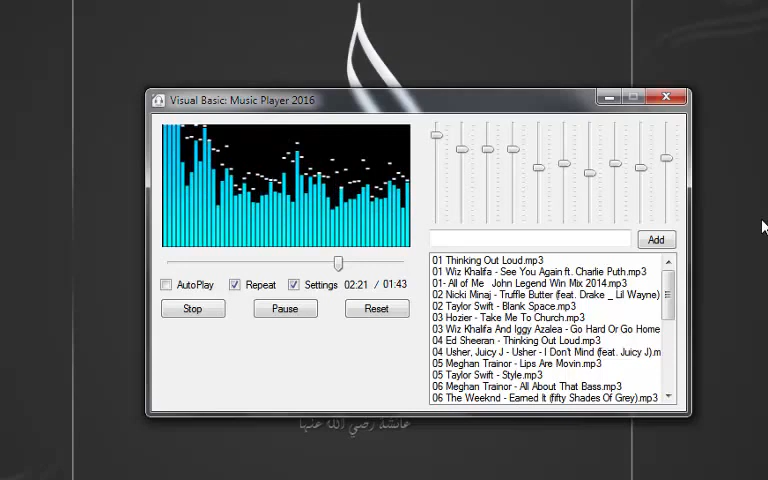 Visual Basic: Music Player 2016
AutoPlay Repeat Settings 02:21 / 01:43
Stop Pause Reset
Add
01 Thinking Out Loud.mp3
01 Wiz Khalifa - See You Again ft. Charlie Puth.mp3
01- All of Me John Legend Win Mix 2014.mp3
02 Nicki Minaj - Truffle Butter (feat. Drake _ Lil Wayne)
02 Taylor Swift - Blank Space.mp3
03 Hozier - Take Me To Church.mp3
03 Wiz Khalifa And Iggy Azalea - Go Hard Or Go Home
04 Ed Sheeran - Thinking Out Loud.mp3
04 Usher, Juicy J - Usher - I Don't Mind (feat. Juicy J).m
05 Meghan Trainor - Lips Are Movin.mp3
05 Taylor Swift - Style.mp3
06 Meghan Trainor - All About That Bass.mp3
06 The Weeknd - Earned It (fifty Shades Of Grey).mp3
عائشة رضي الله عنها